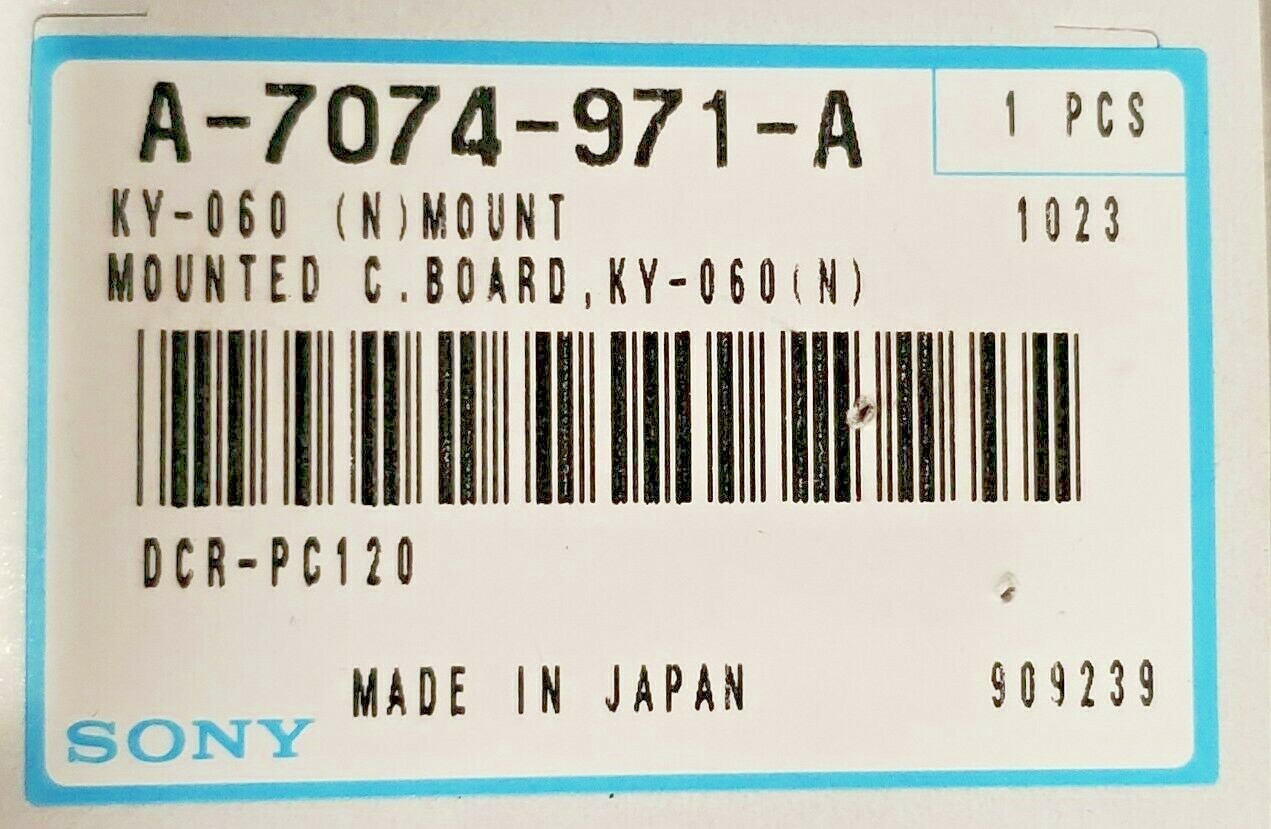 A-7074-971-A
1 PCS
KY-060 (N)MOUNT
1023
MOUNTED C.BOARD,KY-060(N)
DCR-PC120
MADE IN JAPAN
909239
SONY